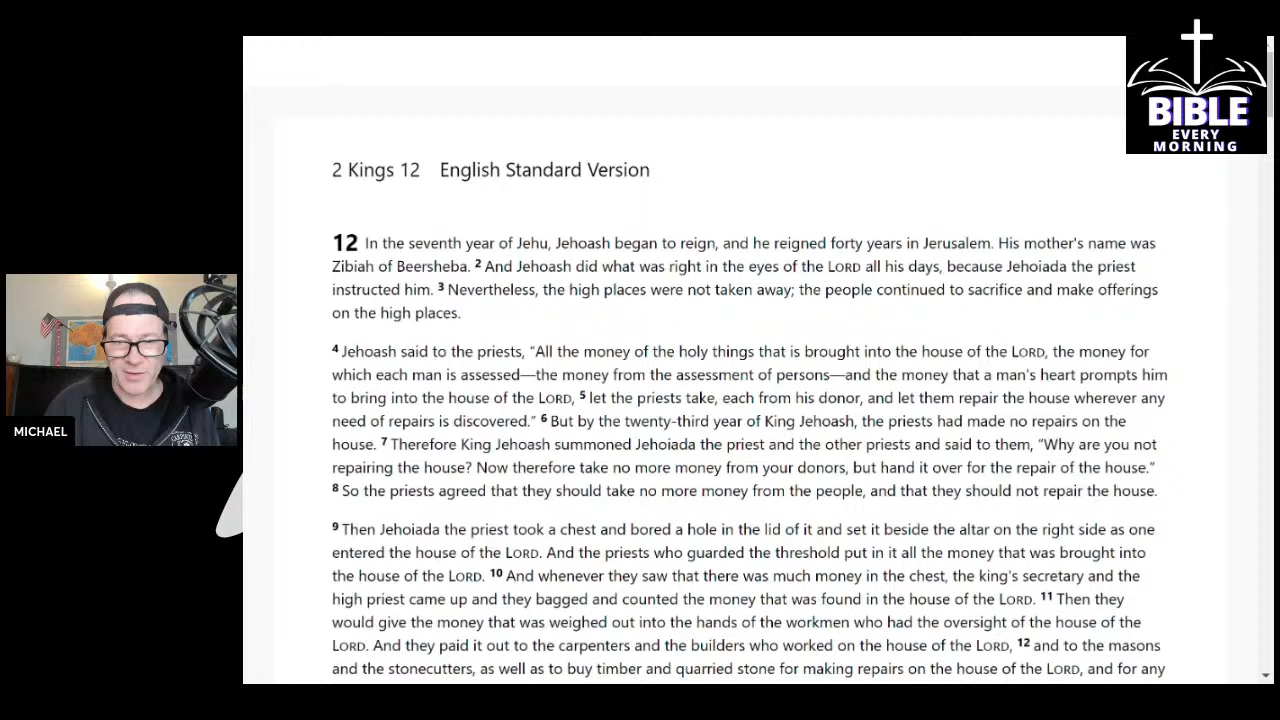 BIBLE
EVERY
MORNING
2 Kings 12 English Standard Version
12 In the seventh year of Jehu, Jehoash began to reign, and he reigned forty years in Jerusalem. His mother's name was
Zibiah of Beersheba. 2 And Jehoash did what was right in the eyes of the LORD all his days, because Jehoiada the priest
instructed him. 3 Nevertheless, the high places were not taken away; the people continued to sacrifice and make offerings
on the high places.
4 Jehoash said to the priests, “All the money of the holy things that is brought into the house of the LORD, the money for
which each man is assessed—the money from the assessment of persons—and the money that a man's heart prompts him
to bring into the house of the LORD, 5 let the priests take, each from his donor, and let them repair the house wherever any
need of repairs is discovered.” 6 But by the twenty-third year of King Jehoash, the priests had made no repairs on the
house. 7 Therefore King Jehoash summoned Jehoiada the priest and the other priests and said to them, “Why are you not
repairing the house? Now therefore take no more money from your donors, but hand it over for the repair of the house.”
8 So the priests agreed that they should take no more money from the people, and that they should not repair the house.
9 Then Jehoiada the priest took a chest and bored a hole in the lid of it and set it beside the altar on the right side as one
entered the house of the LORD. And the priests who guarded the threshold put in it all the money that was brought into
the house of the LORD. 10 And whenever they saw that there was much money in the chest, the king's secretary and the
high priest came up and they bagged and counted the money that was found in the house of the LORD. 11 Then they
would give the money that was weighed out into the hands of the workmen who had the oversight of the house of the
LORD. And they paid it out to the carpenters and the builders who worked on the house of the LORD, 12 and to the masons
and the stonecutters, as well as to buy timber and quarried stone for making repairs on the house of the LORD, and for any
MICHAEL